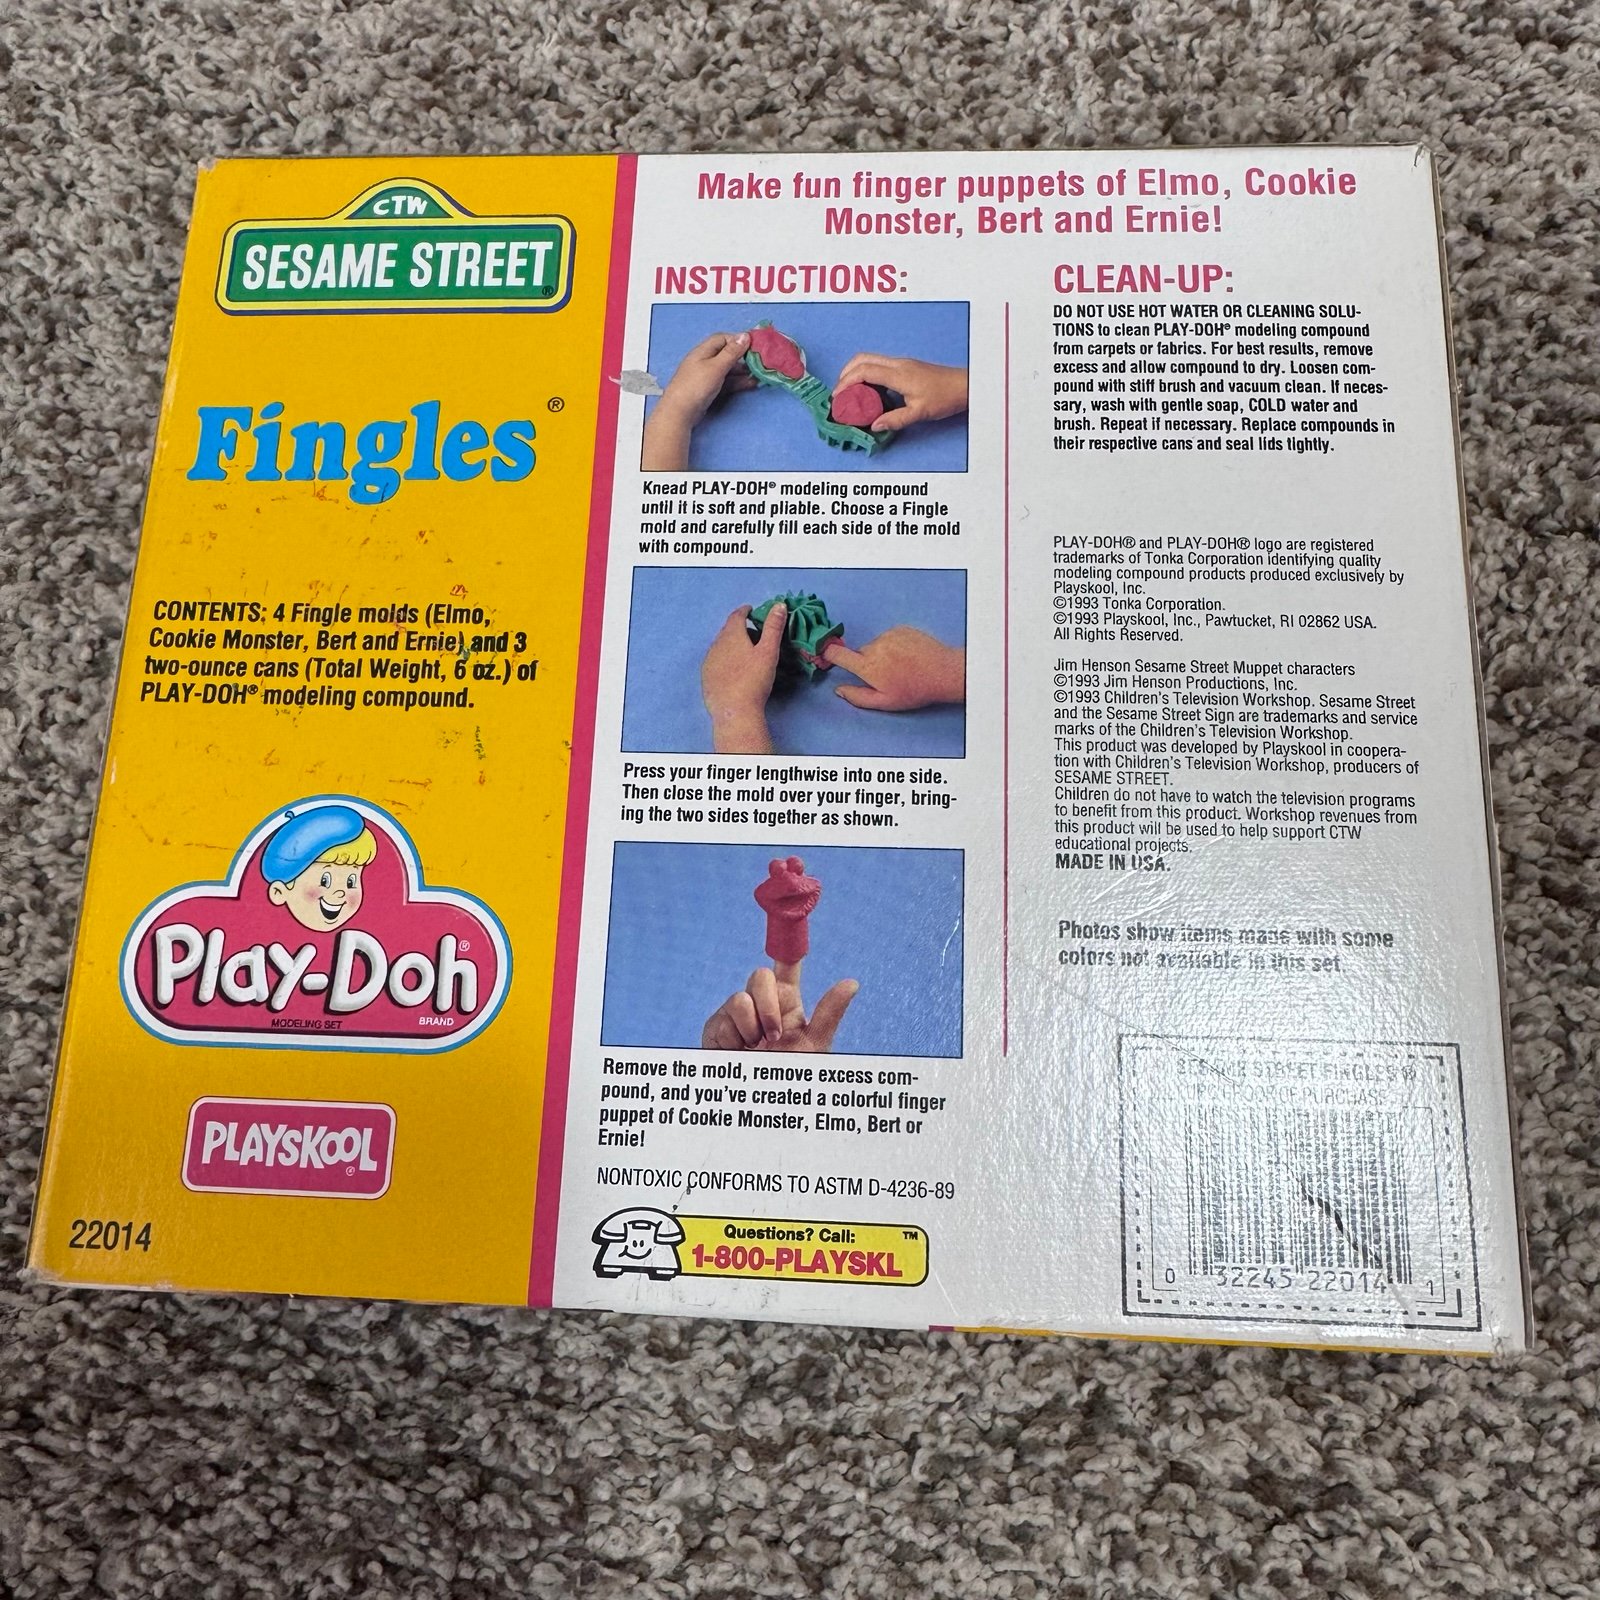 CTW
SESAME STREET®
Fingles®
CONTENTS: 4 Fingle molds (Elmo,
Cookie Monster, Bert and Ernie) and 3
two-ounce cans (Total Weight, 6 oz.) of
PLAY-DOH® modeling compound.
Play-Doh®
MODELING SET
BRAND
PLAYSKOOL®
22014
Make fun finger puppets of Elmo, Cookie
Monster, Bert and Ernie!
INSTRUCTIONS:
Knead PLAY-DOH® modeling compound
until it is soft and pliable. Choose a Fingle
mold and carefully fill each side of the mold
with compound.
Press your finger lengthwise into one side.
Then close the mold over your finger, bring-
ing the two sides together as shown.
Remove the mold, remove excess com-
pound, and you've created a colorful finger
puppet of Cookie Monster, Elmo, Bert or
Ernie!
NONTOXIC CONFORMS TO ASTM D-4236-89
Questions? Call: ™
1-800-PLAYSKL
CLEAN-UP:
DO NOT USE HOT WATER OR CLEANING SOLU-
TIONS to clean PLAY-DOH® modeling compound
from carpets or fabrics. For best results, remove
excess and allow compound to dry. Loosen com-
pound with stiff brush and vacuum clean. If neces-
sary, wash with gentle soap, COLD water and
brush. Repeat if necessary. Replace compounds in
their respective cans and seal lids tightly.
PLAY-DOH® and PLAY-DOH® logo are registered
trademarks of Tonka Corporation identifying quality
modeling compound products produced exclusively by
Playskool, Inc.
©1993 Tonka Corporation.
©1993 Playskool, Inc., Pawtucket, RI 02862 USA.
All Rights Reserved.
Jim Henson Sesame Street Muppet characters
©1993 Jim Henson Productions, Inc.
©1993 Children's Television Workshop. Sesame Street
and the Sesame Street Sign are trademarks and service
marks of the Children's Television Workshop.
This product was developed by Playskool in coopera-
tion with Children's Television Workshop, producers of
SESAME STREET.
Children do not have to watch the television programs
to benefit from this product. Workshop revenues from
this product will be used to help support CTW
educational projects.
MADE IN USA.
Photos show items made with some
colors not available in this set.
SESAME STREET FINGLES®
UPC PROOF OF PURCHASE
0 32245 22014 1